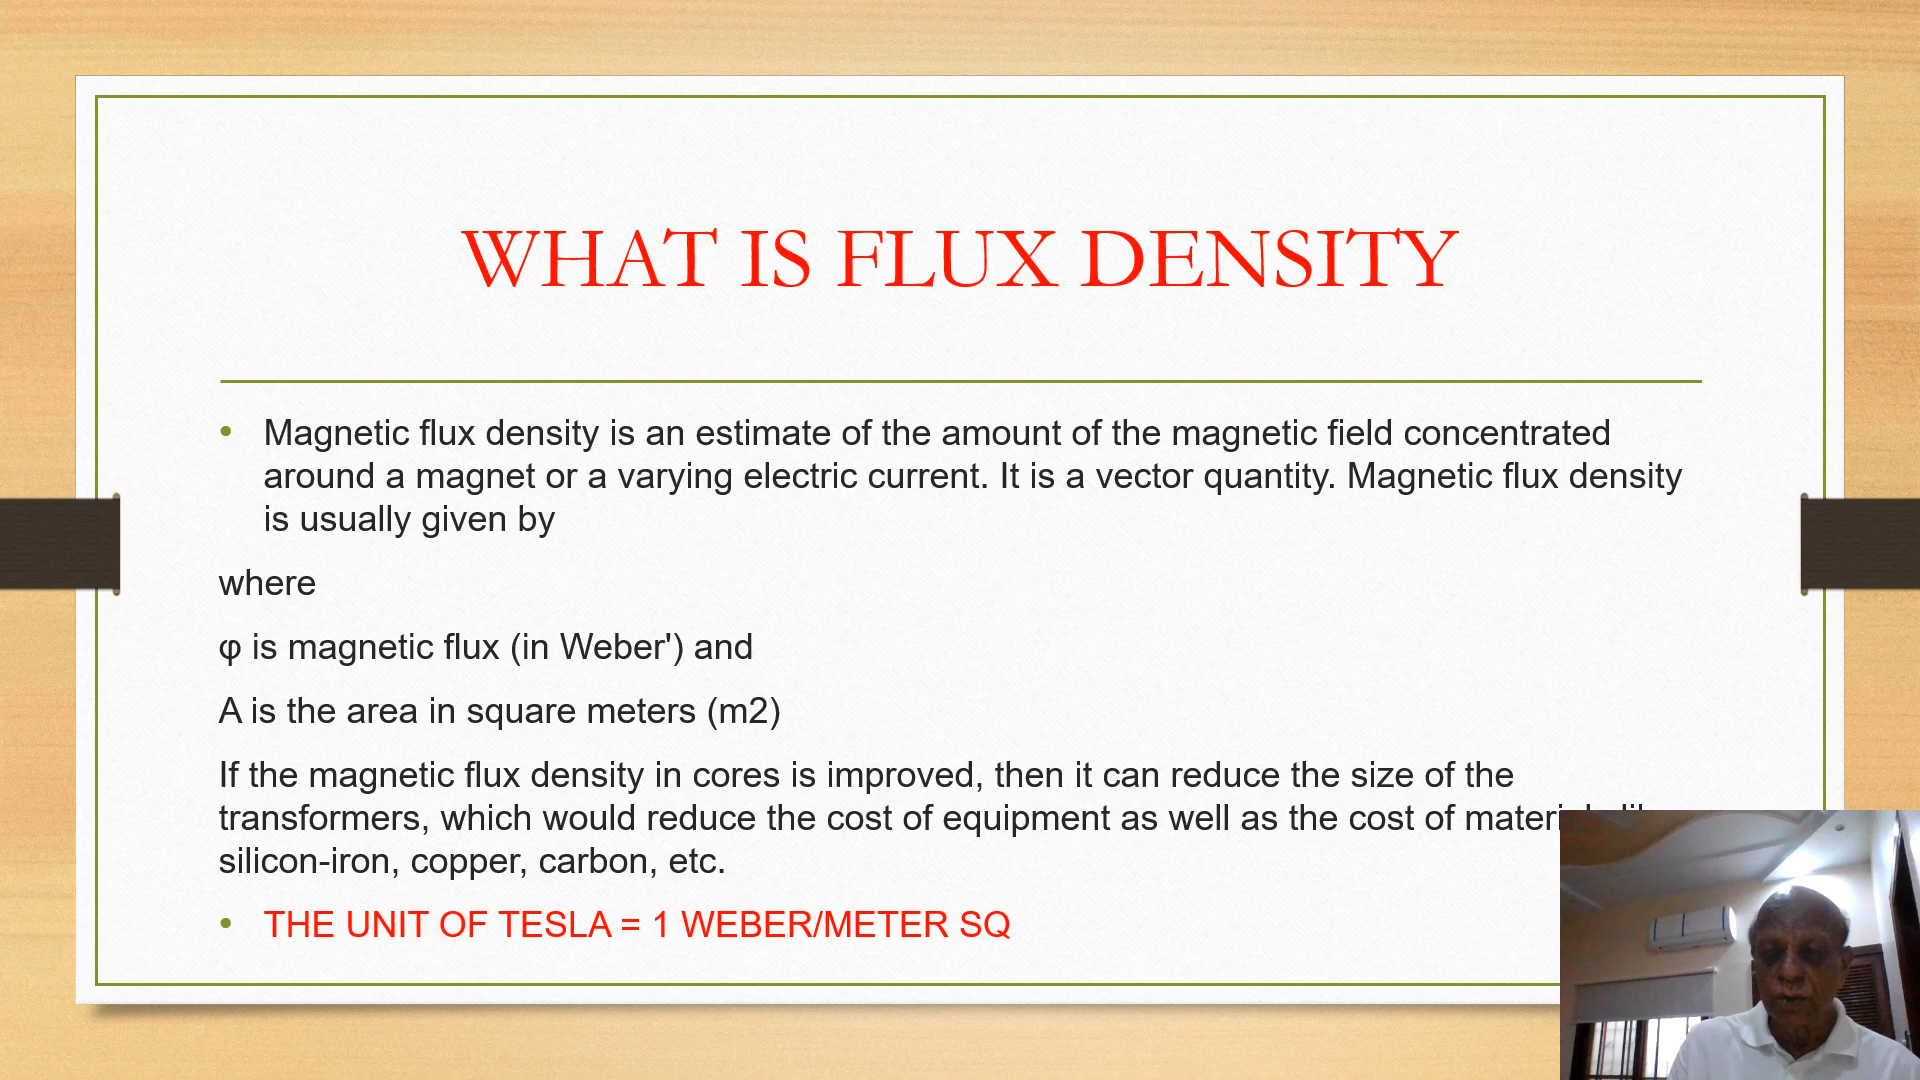 WHAT IS FLUX DENSITY
• Magnetic flux density is an estimate of the amount of the magnetic field concentrated
around a magnet or a varying electric current. It is a vector quantity. Magnetic flux density
is usually given by
where
φ is magnetic flux (in Weber') and
A is the area in square meters (m2)
If the magnetic flux density in cores is improved, then it can reduce the size of the
transformers, which would reduce the cost of equipment as well as the cost of
silicon-iron, copper, carbon, etc.
• THE UNIT OF TESLA = 1 WEBER/METER SQ